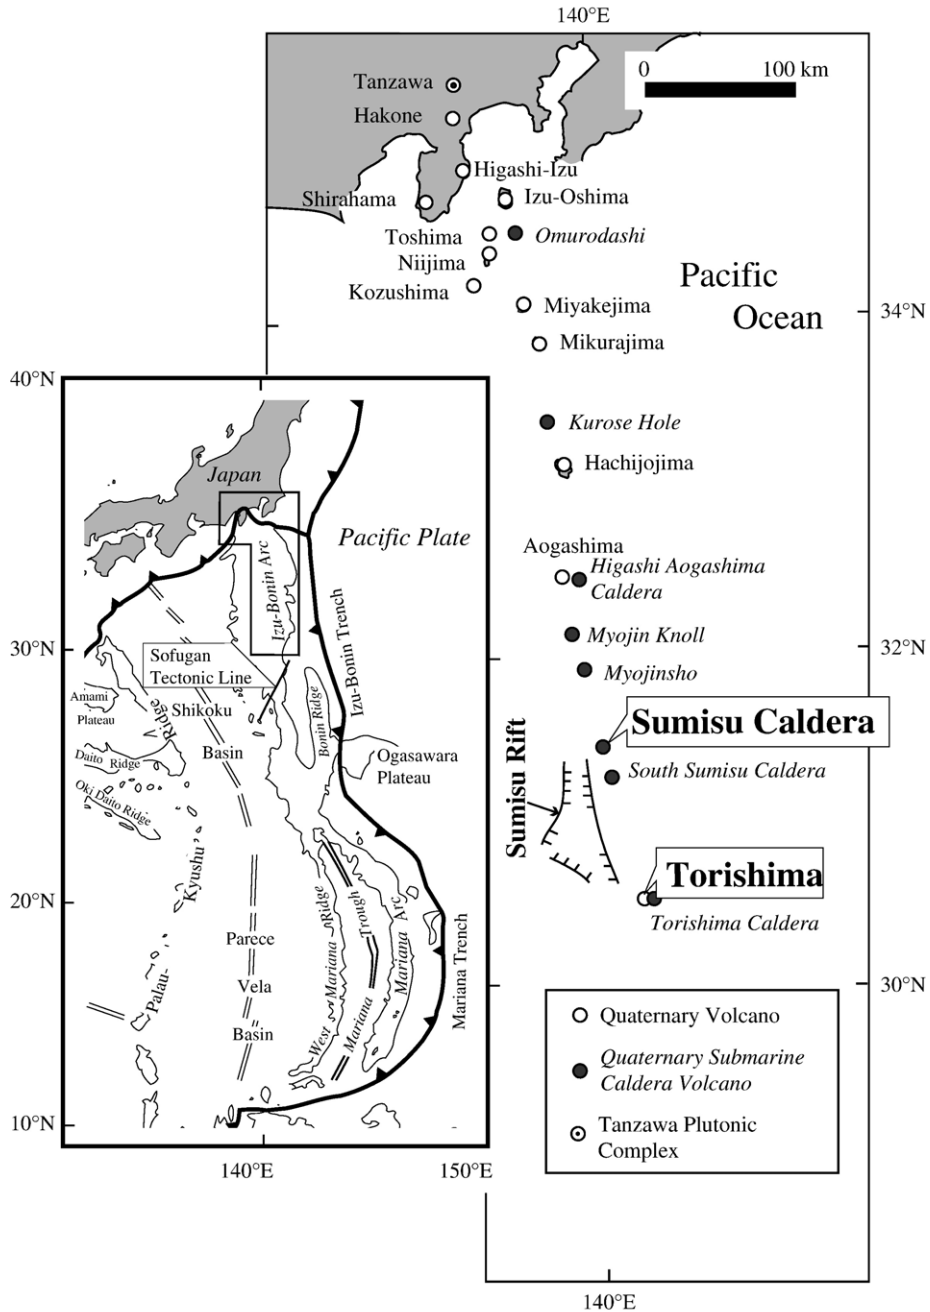 140°E
0 100 km
Tanzawa
Hakone
Higashi-Izu
Shirahama
Izu-Oshima
Toshima
Omurodashi
Niijima
Kozushima
Pacific
Ocean
Miyakejima
34°N
Mikurajima
Kurose Hole
Hachijojima
Aogashima
Higashi Aogashima
Caldera
Myojin Knoll
32°N
Myojinsho
Sumisu Caldera
South Sumisu Caldera
Sumisu Rift
Torishima
Torishima Caldera
30°N
Quaternary Volcano
Quaternary Submarine
Caldera Volcano
Tanzawa Plutonic
Complex
140°E
40°N
Japan
Pacific Plate
Izu-Bonin Arc
Izu-Bonin Trench
30°N
Sofugan
Tectonic Line
Amami
Plateau
Shikoku
Basin
Bonin Ridge
Ogasawara
Plateau
Daito Ridge
Oki Daito Ridge
Ridge
Kyushu
Palau-
20°N
Parece
Vela
Basin
West Mariana Ridge
Mariana Trough
Mariana Arc
Mariana Trench
10°N
140°E
150°E